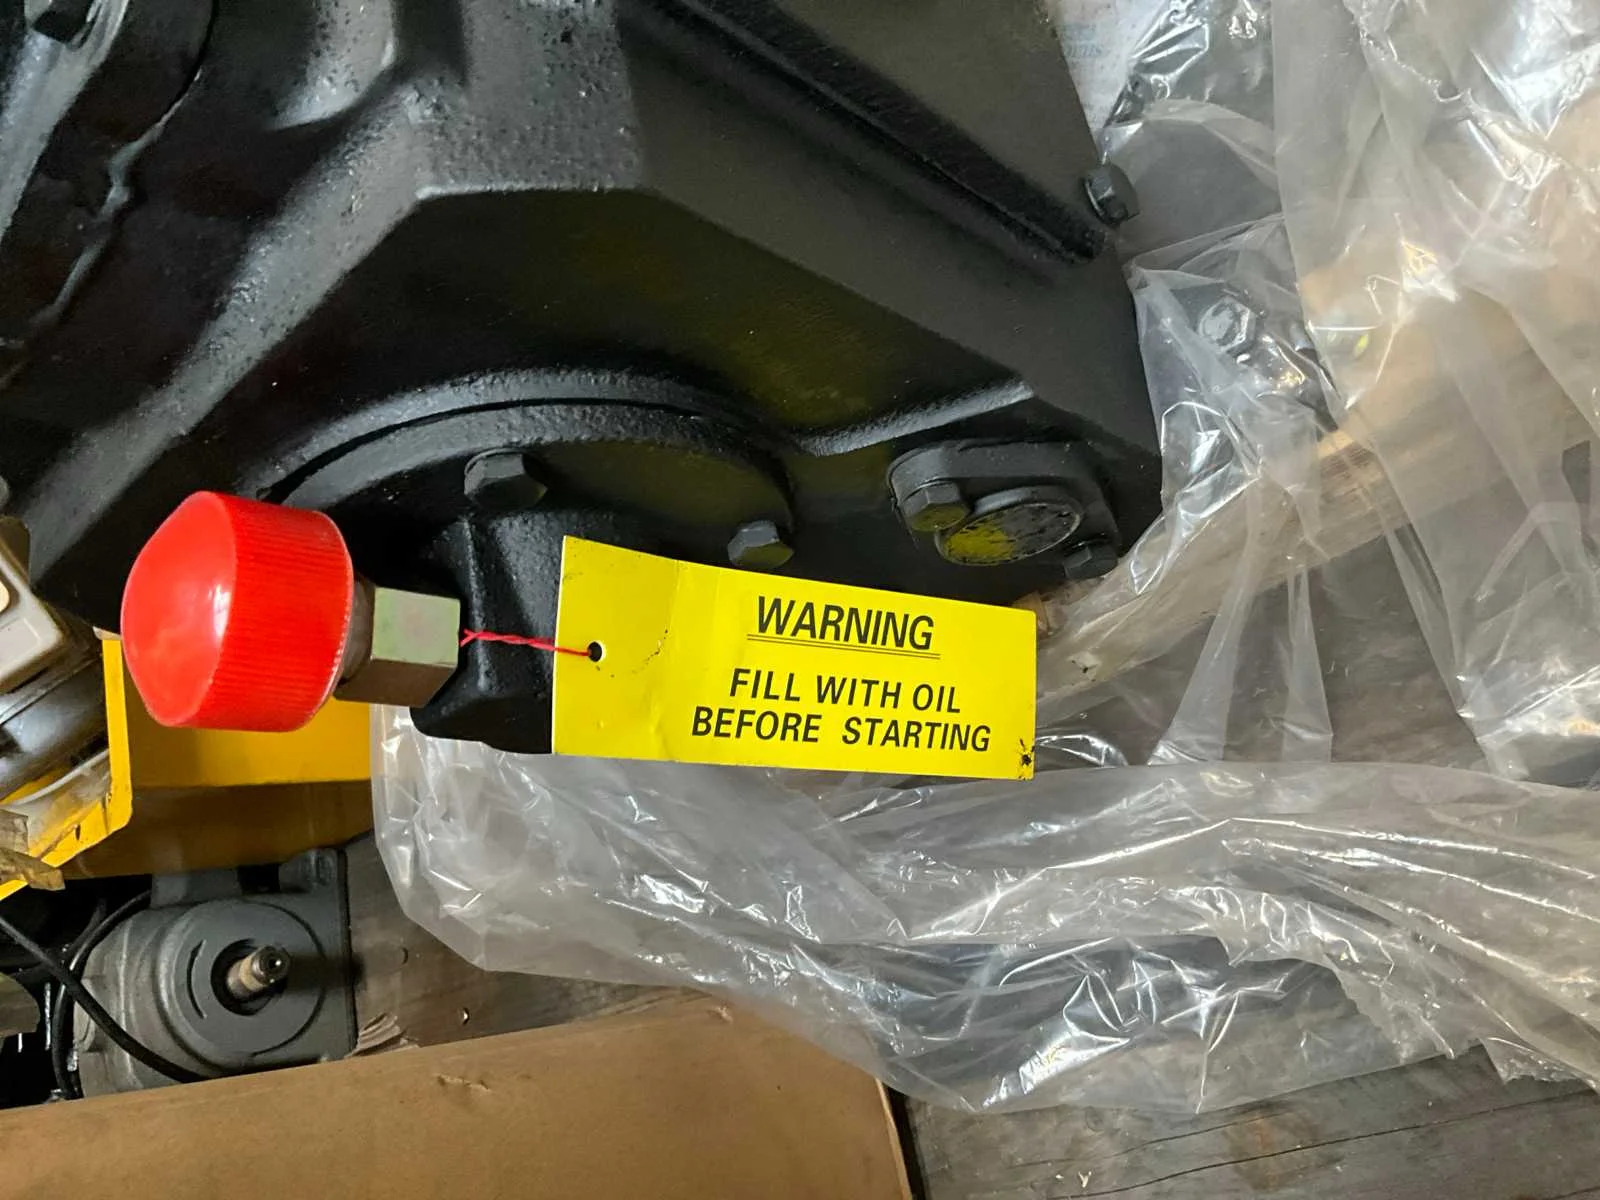 WARNING
FILL WITH OIL
BEFORE STARTING